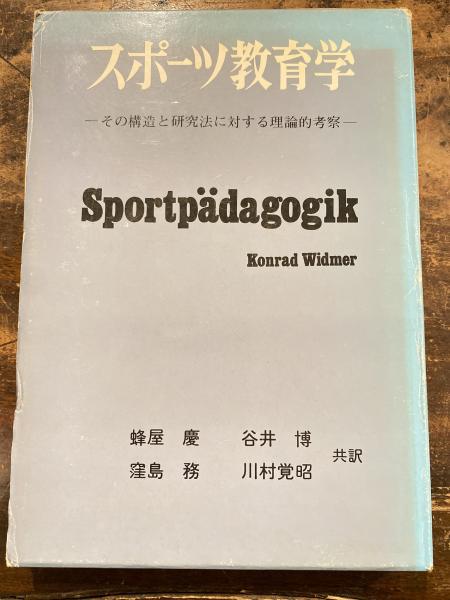 スポーツ教育学
―その構造と研究法に対する理論的考察―
Sportpädagogik
Konrad Widmer
蜂屋 慶 谷井 博
窪島 務 川村覚昭 共訳